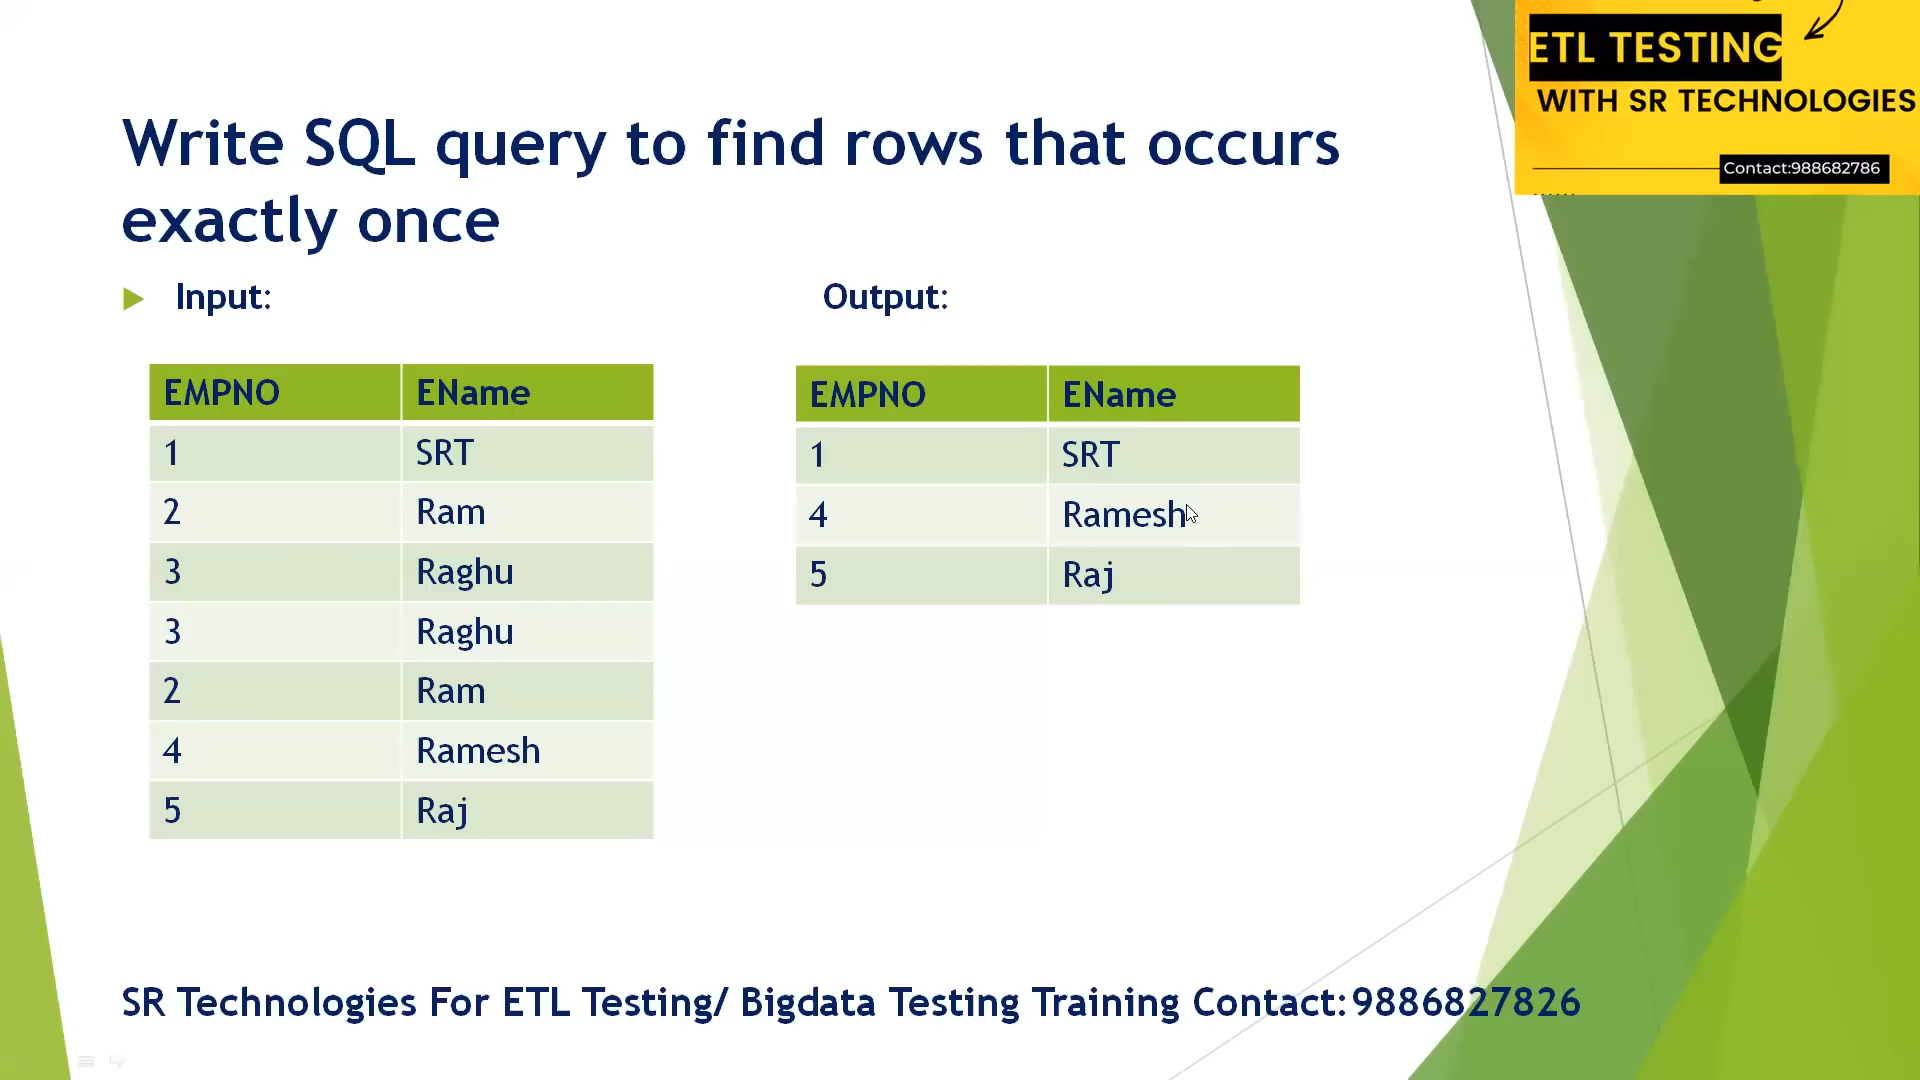 ETL TESTING
WITH SR TECHNOLOGIES
Contact:988682786
Write SQL query to find rows that occurs
exactly once
Input:
Output:
EMPNO EName
1 SRT
2 Ram
3 Raghu
3 Raghu
2 Ram
4 Ramesh
5 Raj
EMPNO EName
1 SRT
4 Ramesh
5 Raj
SR Technologies For ETL Testing/ Bigdata Testing Training Contact:9886827826